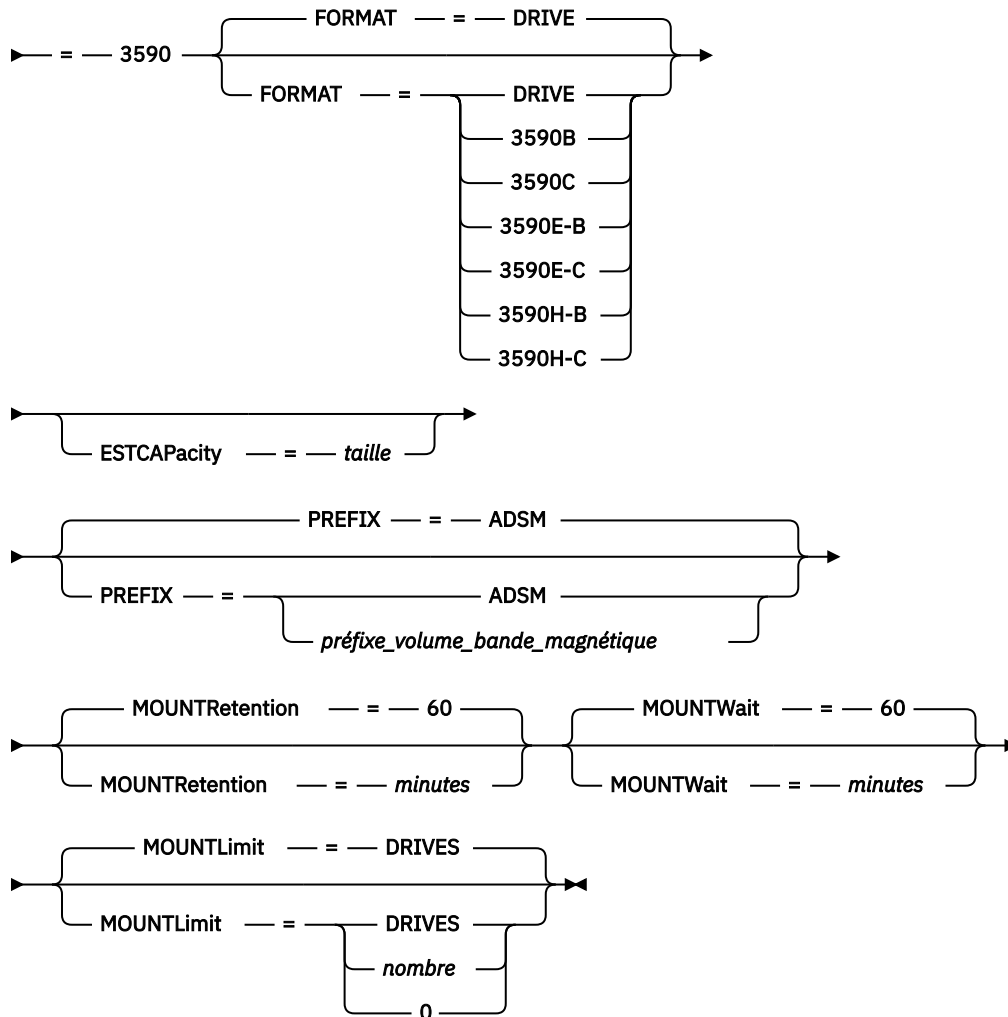 FORMAT = DRIVE
= 3590
FORMAT = DRIVE
3590B
3590C
3590E-B
3590E-C
3590H-B
3590H-C
ESTCAPacity = taille
PREFIX = ADSM
PREFIX = ADSM
préfixe_volume_bande_magnétique
MOUNTRetention = 60 MOUNTWait = 60
MOUNTRetention = minutes MOUNTWait = minutes
MOUNTLimit = DRIVES
MOUNTLimit = DRIVES
nombre
0